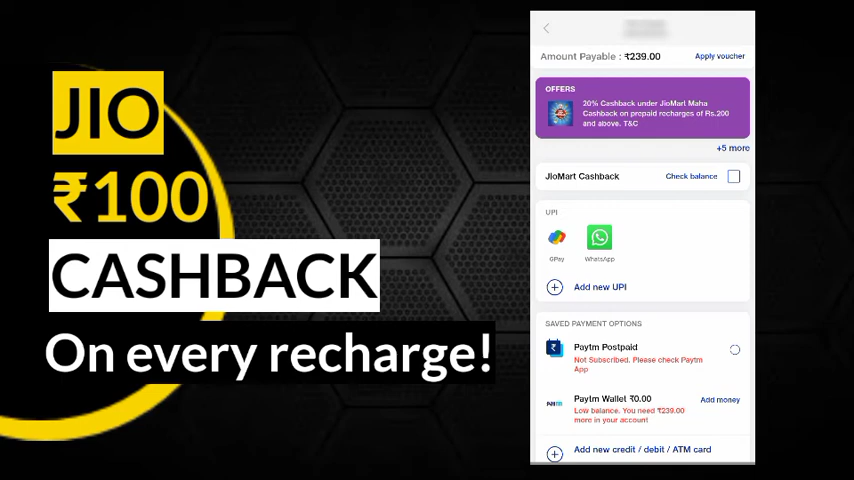 JIO
₹100
CASHBACK
On every recharge!
Amount Payable : ₹239.00
Apply voucher
OFFERS
20% Cashback under JioMart Maha
Cashback on prepaid recharges of Rs.200
and above. T&C
+5 more
JioMart Cashback
Check balance
UPI
GPay
WhatsApp
Add new UPI
SAVED PAYMENT OPTIONS
Paytm Postpaid
Not Subscribed. Please check Paytm
App
Paytm Wallet ₹0.00
Add money
Low balance. You need ₹239.00
more in your account
Add new credit / debit / ATM card